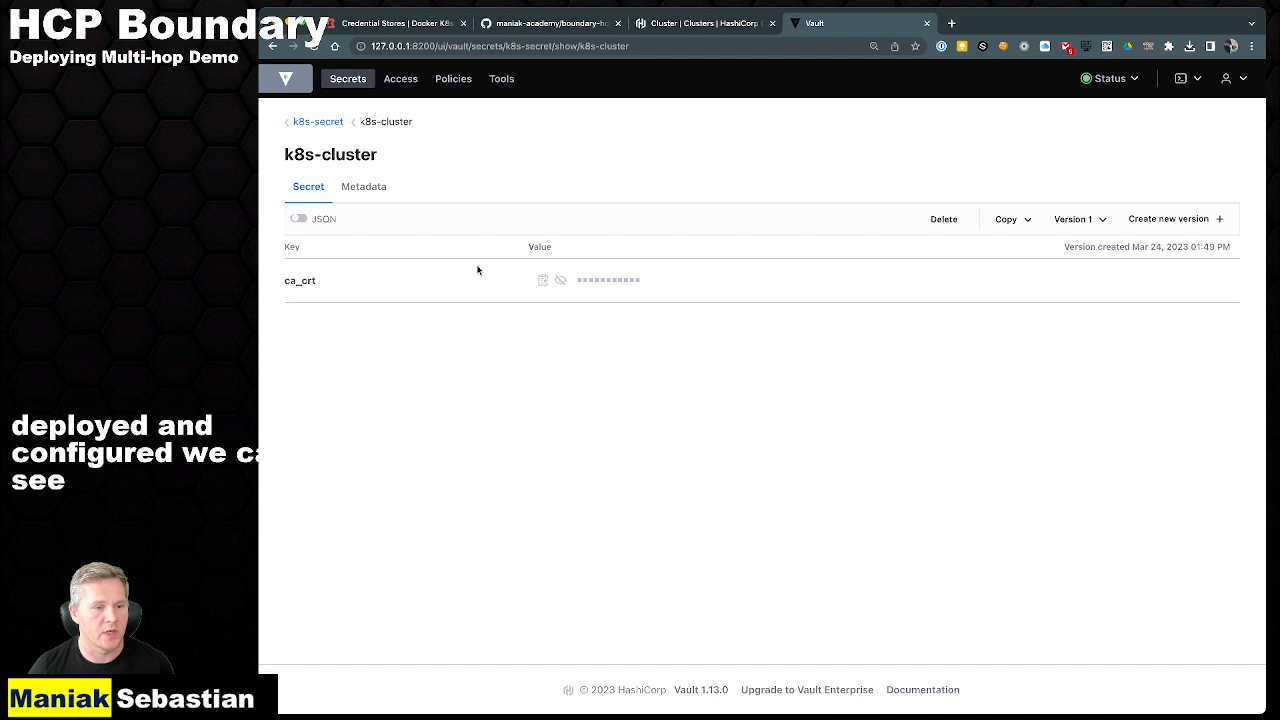 HCP Boundary
Deploying Multi-hop Demo
Credential Stores | Docker K8s
maniak-academy/boundary-hc
Cluster | Clusters | HashiCorp
Vault
127.0.0.1:8200/ui/vault/secrets/k8s-secret/show/k8s-cluster
Secrets
Access
Policies
Tools
Status
k8s-secret
k8s-cluster
k8s-cluster
Secret
Metadata
JSON
Delete
Copy
Version 1
Create new version +
Key
Value
Version created Mar 24, 2023 01:49 PM
ca_crt
deployed and
configured we ca
see
Maniak Sebastian
© 2023 HashiCorp
Vault 1.13.0
Upgrade to Vault Enterprise
Documentation